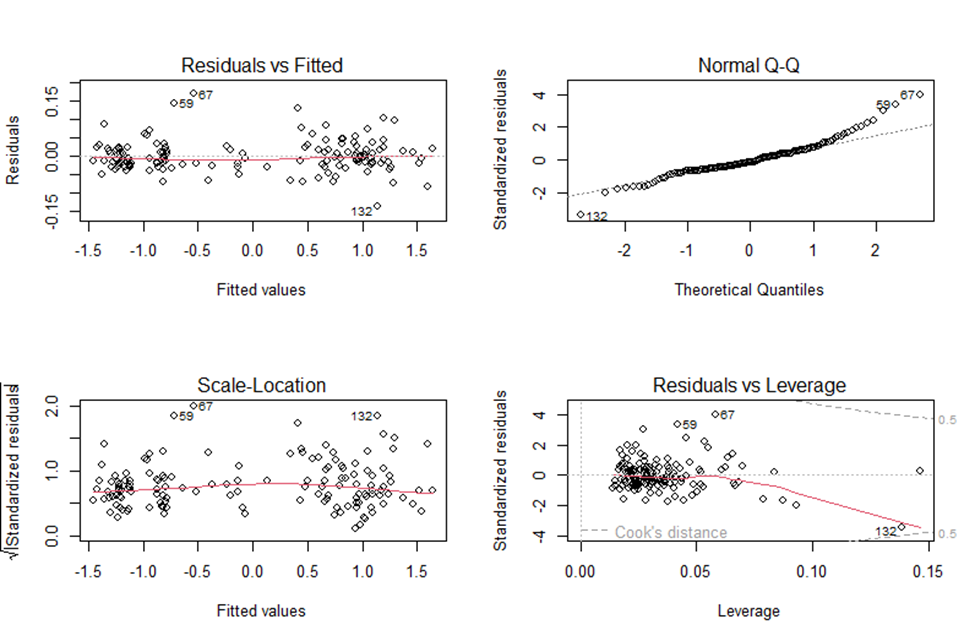 Residuals vs Fitted
Residuals
-0.15 0.00 0.15
67
59
132
-1.5 -1.0 -0.5 0.0 0.5 1.0 1.5
Fitted values
Normal Q-Q
Standardized residuals
-2 0 2 4
67
59
132
-2 -1 0 1 2
Theoretical Quantiles
Scale-Location
√|Standardized residuals|
0.0 1.0 2.0
67
59
132
-1.5 -1.0 -0.5 0.0 0.5 1.0 1.5
Fitted values
Residuals vs Leverage
Standardized residuals
-4 -2 0 2 4
67
59
0.5
132
0.5
Cook's distance
0.00 0.05 0.10 0.15
Leverage